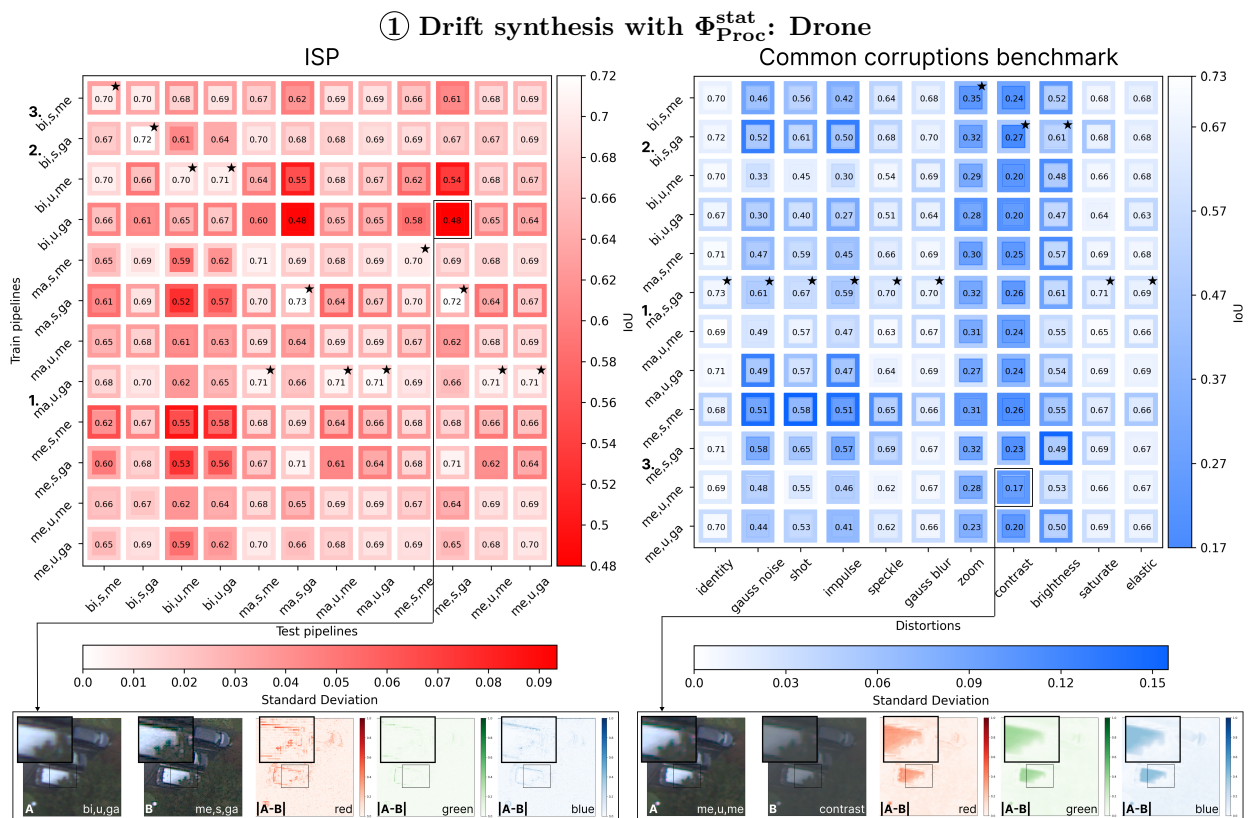 ① Drift synthesis with Φ^stat_Proc: Drone
ISP
Train pipelines
3. bi,s,me 0.70★ 0.70 0.68 0.69 0.67 0.62 0.69 0.69 0.66 0.61 0.68 0.69
2. bi,s,ga 0.67 0.72★ 0.61 0.64 0.70 0.68 0.68 0.69 0.69 0.67 0.67 0.69
bi,u,me 0.70 0.66 0.70★ 0.71★ 0.64 0.55 0.68 0.67 0.62 0.54 0.68 0.67
bi,u,ga 0.66 0.61 0.65 0.67 0.60 0.48 0.65 0.65 0.58 0.48 0.65 0.64
ma,s,me 0.65 0.69 0.59 0.62 0.71 0.69 0.68 0.69 0.70★ 0.69 0.68 0.69
1. ma,s,ga 0.61 0.69 0.52 0.57 0.70 0.73★ 0.64 0.67 0.70 0.72★ 0.64 0.67
ma,u,me 0.65 0.68 0.61 0.63 0.69 0.64 0.69 0.69 0.68 0.62 0.68 0.69
1. ma,u,ga 0.68 0.70 0.62 0.65 0.71★ 0.66 0.71★ 0.71★ 0.69 0.66 0.71★ 0.71★
me,s,me 0.62 0.67 0.55 0.58 0.68 0.69 0.64 0.66 0.68 0.68 0.66 0.66
me,s,ga 0.60 0.68 0.53 0.56 0.67 0.71 0.61 0.64 0.68 0.71 0.62 0.64
me,u,me 0.66 0.67 0.62 0.64 0.69 0.66 0.68 0.69 0.67 0.64 0.69 0.69
me,u,ga 0.65 0.69 0.59 0.62 0.70 0.66 0.68 0.69 0.69 0.65 0.68 0.70
bi,s,me bi,s,ga bi,u,me bi,u,ga ma,s,me ma,s,ga ma,u,me ma,u,ga me,s,me me,s,ga me,u,me me,u,ga
Test pipelines
0.72
0.7
0.68
0.66
0.64
0.62
0.6
0.58
0.56
0.54
0.52
0.5
0.48
IoU
0.0 0.01 0.02 0.03 0.04 0.05 0.06 0.07 0.08 0.09
Standard Deviation
A bi,u,ga
B me,s,ga
|A-B| red
|A-B| green
|A-B| blue
Common corruptions benchmark
bi,s,me 0.70 0.46 0.56 0.42 0.64 0.68 0.35★ 0.24 0.52 0.68 0.68
2. bi,s,ga 0.72 0.52 0.61 0.50 0.68 0.70 0.32 0.27★ 0.61★ 0.68 0.68
bi,u,me 0.70 0.33 0.45 0.30 0.54 0.69 0.29 0.20 0.48 0.66 0.68
bi,u,ga 0.67 0.30 0.40 0.27 0.51 0.64 0.28 0.20 0.47 0.64 0.63
ma,s,me 0.71 0.47 0.59 0.45 0.66 0.68 0.30 0.25 0.57 0.69 0.68
1. ma,s,ga 0.73★ 0.61★ 0.67★ 0.59★ 0.70★ 0.70★ 0.32 0.26 0.61 0.71★ 0.69★
ma,u,me 0.69 0.49 0.57 0.47 0.63 0.67 0.31 0.24 0.55 0.65 0.66
ma,u,ga 0.71 0.49 0.57 0.47 0.64 0.69 0.27 0.24 0.54 0.69 0.69
me,s,me 0.68 0.51 0.58 0.51 0.65 0.66 0.31 0.26 0.55 0.67 0.66
3. me,s,ga 0.71 0.58 0.65 0.57 0.69 0.67 0.32 0.23 0.49 0.69 0.67
me,u,me 0.69 0.48 0.55 0.46 0.62 0.67 0.28 0.17 0.53 0.66 0.67
me,u,ga 0.70 0.44 0.53 0.41 0.62 0.66 0.23 0.20 0.50 0.69 0.66
identity gauss noise shot impulse speckle gauss blur zoom contrast brightness saturate elastic
Distortions
0.73
0.67
0.57
0.47
0.37
0.27
0.17
IoU
0.0 0.03 0.06 0.09 0.12 0.15
Standard Deviation
A me,u,me
B contrast
|A-B| red
|A-B| green
|A-B| blue